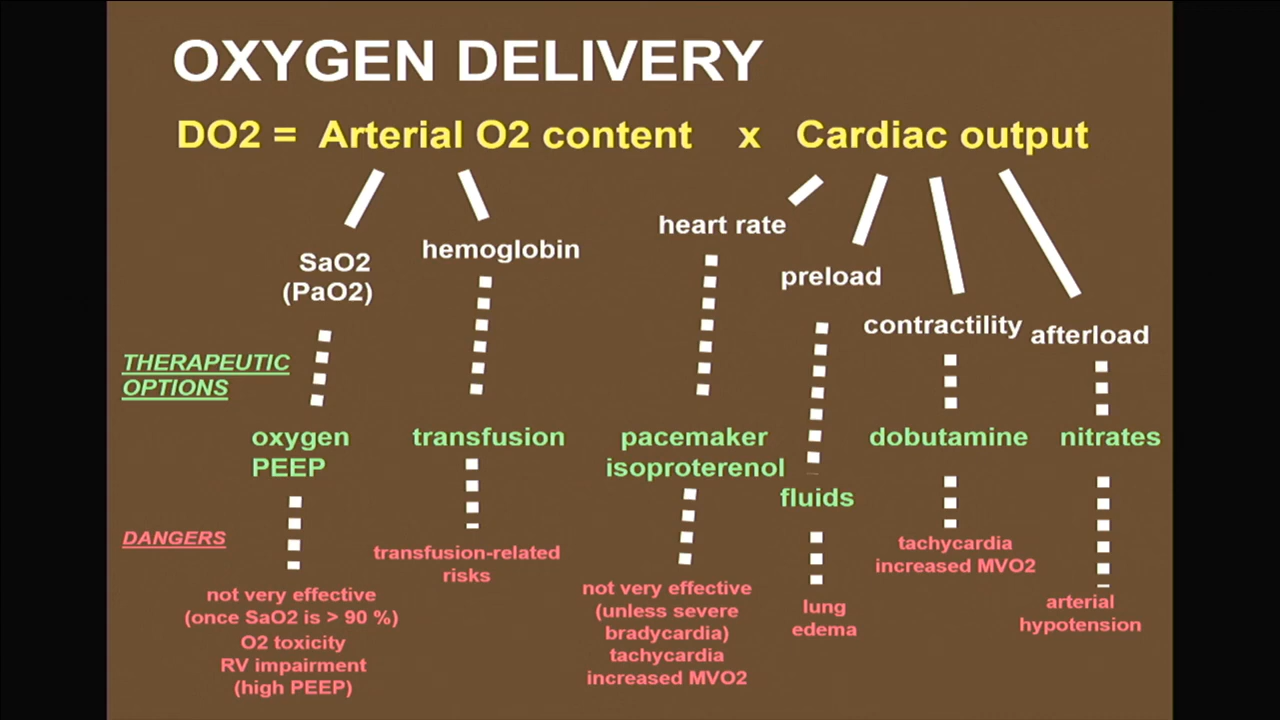 OXYGEN DELIVERY
DO2 = Arterial O2 content x Cardiac output
SaO2
(PaO2)
hemoglobin
heart rate
preload
contractility
afterload
THERAPEUTIC
OPTIONS
oxygen
PEEP
transfusion
pacemaker
isoproterenol
fluids
dobutamine
nitrates
DANGERS
not very effective
(once SaO2 is > 90 %)
O2 toxicity
RV impairment
(high PEEP)
transfusion-related
risks
not very effective
(unless severe
bradycardia)
tachycardia
increased MVO2
lung
edema
tachycardia
increased MVO2
arterial
hypotension